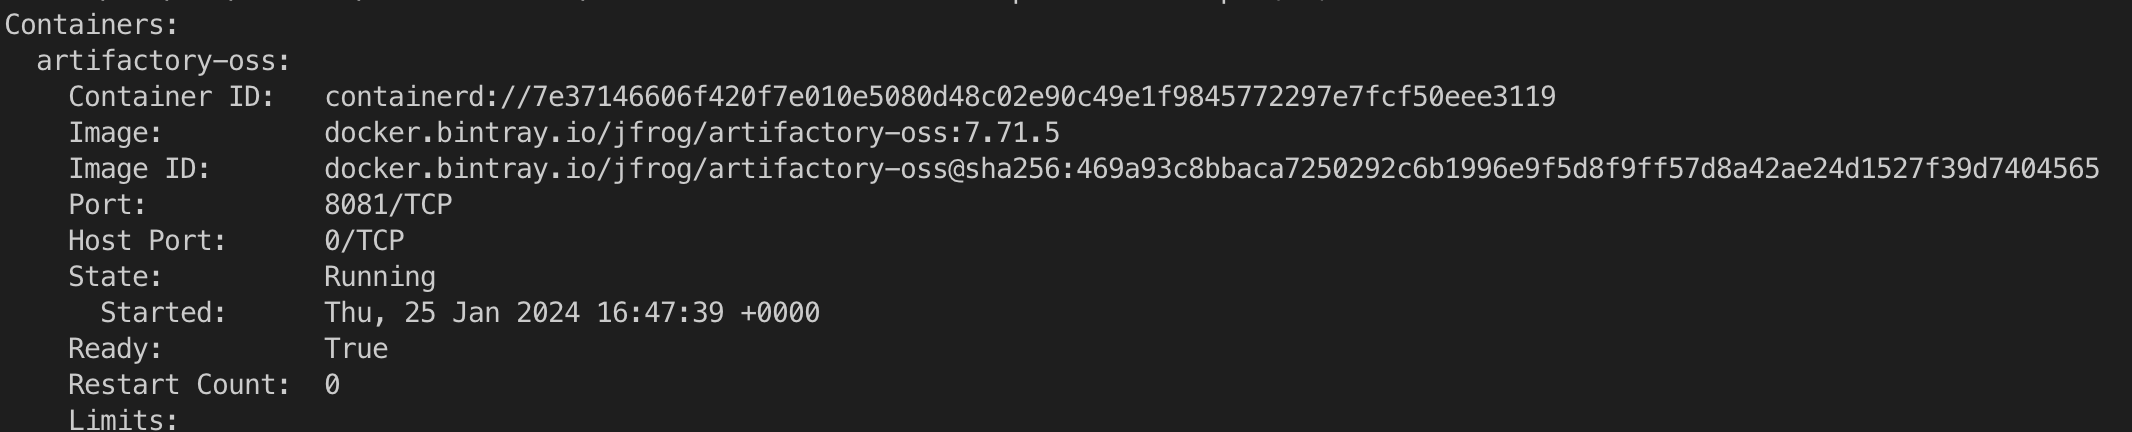 Containers:
  artifactory-oss:
    Container ID:   containerd://7e37146606f420f7e010e5080d48c02e90c49e1f9845772297e7fcf50eee3119
    Image:          docker.bintray.io/jfrog/artifactory-oss:7.71.5
    Image ID:       docker.bintray.io/jfrog/artifactory-oss@sha256:469a93c8bbaca7250292c6b1996e9f5d8f9ff57d8a42ae24d1527f39d7404565
    Port:           8081/TCP
    Host Port:      0/TCP
    State:          Running
      Started:      Thu, 25 Jan 2024 16:47:39 +0000
    Ready:          True
    Restart Count:  0
    Limits: